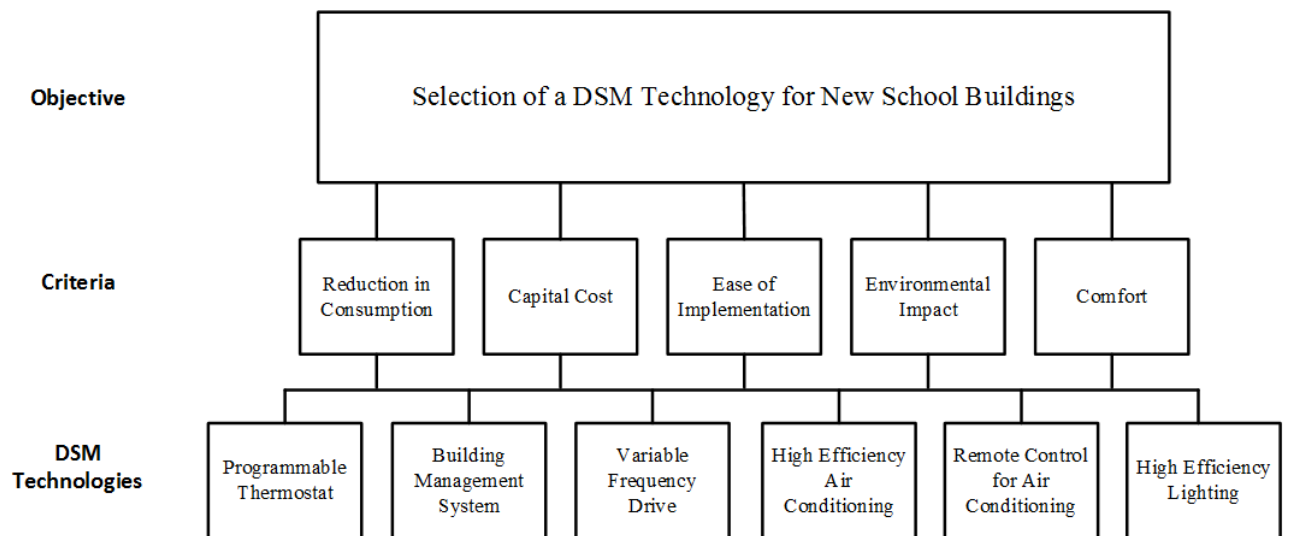 Objective
Selection of a DSM Technology for New School Buildings
Criteria
Reduction in
Consumption
Capital Cost
Ease of
Implementation
Environmental
Impact
Comfort
DSM
Technologies
Programmable
Thermostat
Building
Management
System
Variable
Frequency
Drive
High Efficiency
Air
Conditioning
Remote Control
for Air
Conditioning
High Efficiency
Lighting